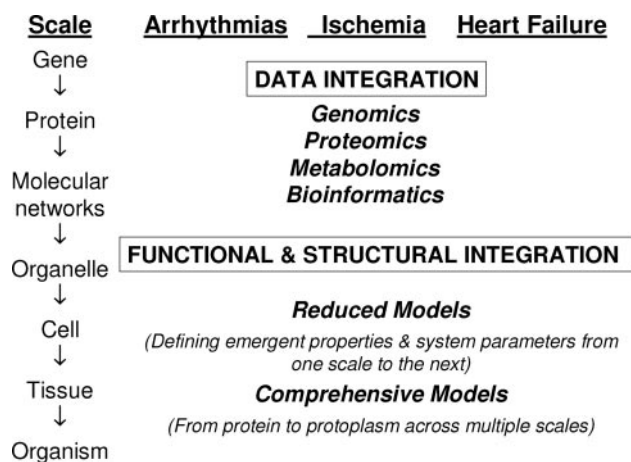 Scale Arrhythmias Ischemia Heart Failure
Gene
↓
Protein
↓
Molecular
networks
↓
Organelle
↓
Cell
↓
Tissue
↓
Organism
DATA INTEGRATION
Genomics
Proteomics
Metabolomics
Bioinformatics
FUNCTIONAL & STRUCTURAL INTEGRATION
Reduced Models
(Defining emergent properties & system parameters from
one scale to the next)
Comprehensive Models
(From protein to protoplasm across multiple scales)